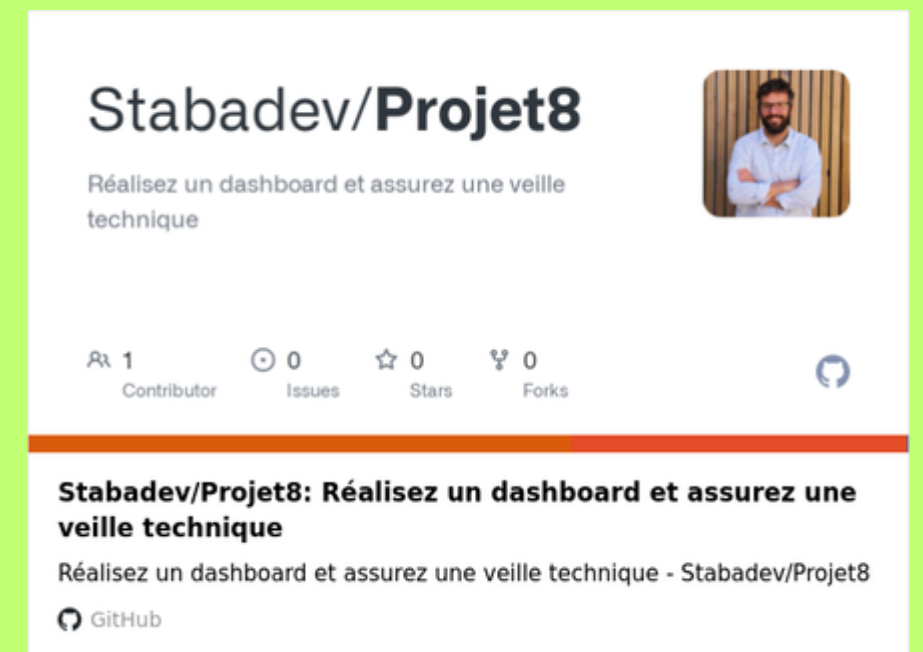 Stabadev/Projet8
Réalisez un dashboard et assurez une veille
technique
1
Contributor
0
Issues
0
Stars
0
Forks
Stabadev/Projet8: Réalisez un dashboard et assurez une
veille technique
Réalisez un dashboard et assurez une veille technique - Stabadev/Projet8
GitHub